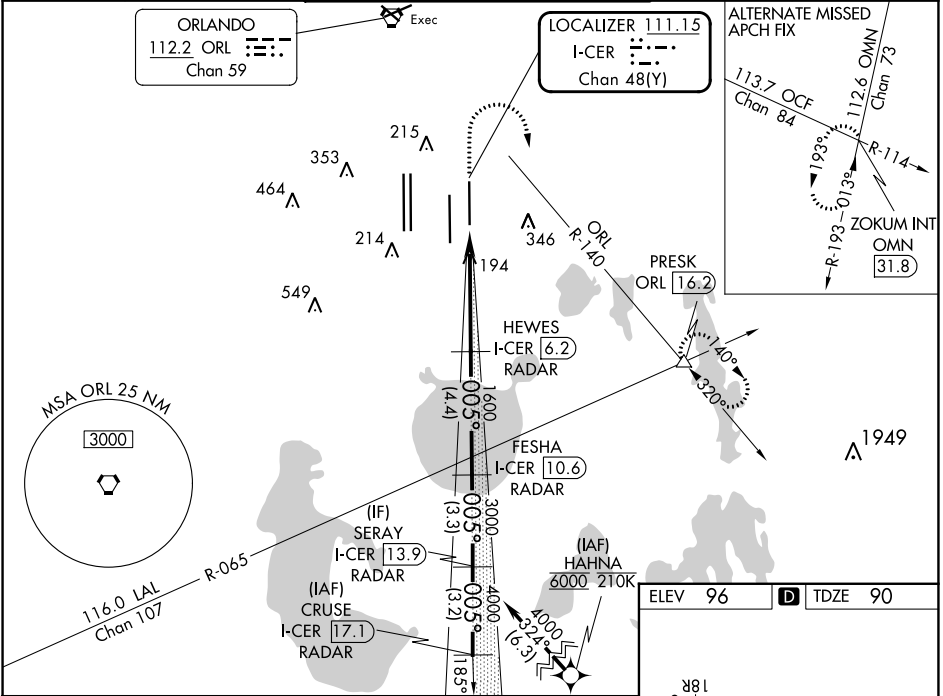 ORLANDO
112.2 ORL
Chan 59
Exec
LOCALIZER 111.15
I-CER
Chan 48(Y)
ALTERNATE MISSED
APCH FIX
113.7 OCF
Chan 84
112.6 OMN
Chan 73
R-114
193°
013°
R-193
ZOKUM INT
OMN
31.8
215
353
464
214
549
346
194
ORL
R-140
PRESK
ORL 16.2
140°
320°
HEWES
I-CER 6.2
RADAR
1600
005°
(4.4)
MSA ORL 25 NM
3000
FESHA
I-CER 10.6
RADAR
1949
3000
005°
(3.3)
(IF)
SERAY
I-CER 13.9
RADAR
R-065
116.0 LAL
Chan 107
(IAF)
CRUSE
I-CER 17.1
RADAR
4000
005°
(3.2)
185°
(IAF)
HAHNA
6000 210K
4000
324°
(6.3)
ELEV 96 D TDZE 90
18R